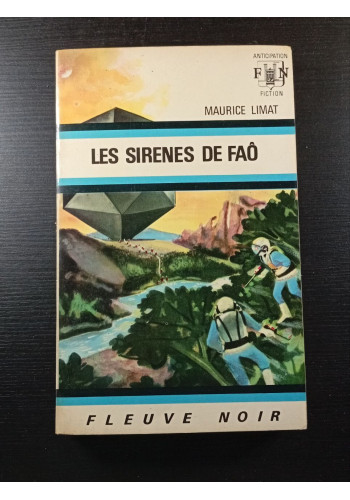 ANTICIPATION
F N
FICTION
MAURICE LIMAT
LES SIRENES DE FAÔ
FLEUVE NOIR